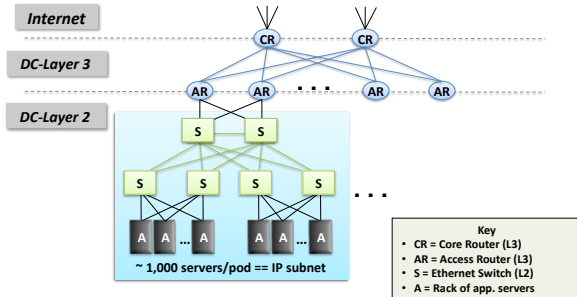 Internet
CR CR
DC-Layer 3
AR AR . . . AR AR
DC-Layer 2
S S
S S S S . . .
A A ... A A A ... A
~ 1,000 servers/pod == IP subnet
Key
• CR = Core Router (L3)
• AR = Access Router (L3)
• S = Ethernet Switch (L2)
• A = Rack of app. servers